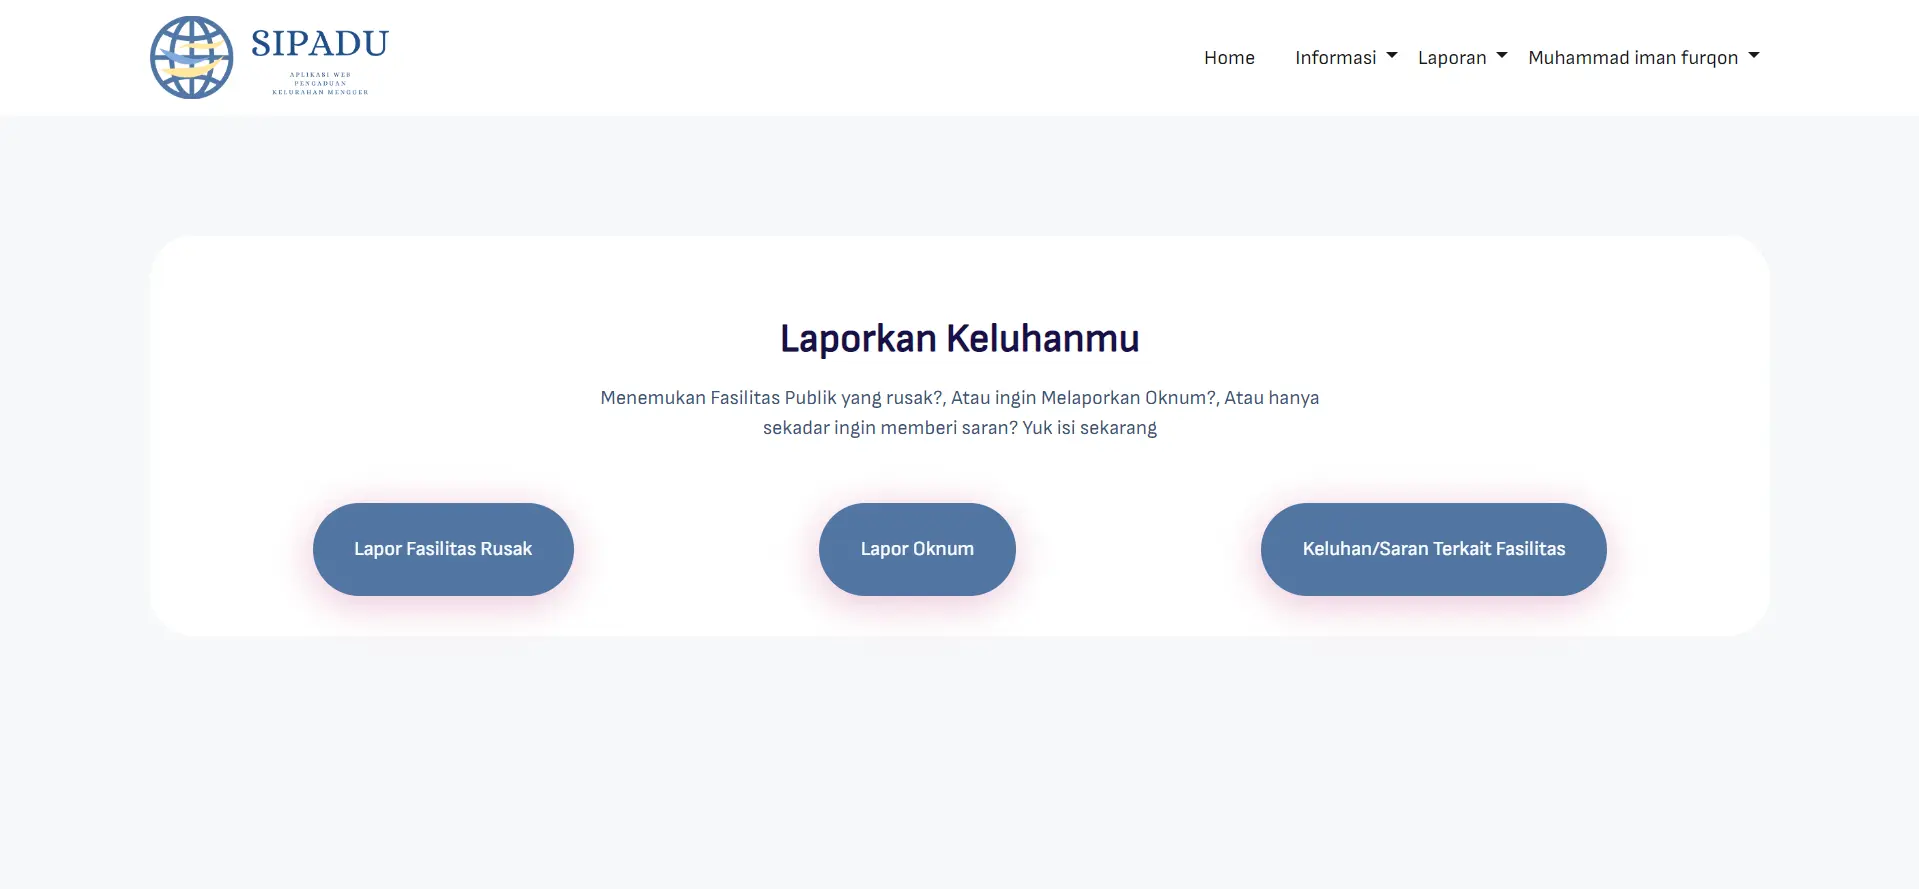 SIPADU
APLIKASI WEB
PENGADUAN
KELURAHAN MENGUER
Home
Informasi
Laporan
Muhammad iman furqon
Laporkan Keluhanmu
Menemukan Fasilitas Publik yang rusak?, Atau ingin Melaporkan Oknum?, Atau hanya
sekadar ingin memberi saran? Yuk isi sekarang
Lapor Fasilitas Rusak
Lapor Oknum
Keluhan/Saran Terkait Fasilitas